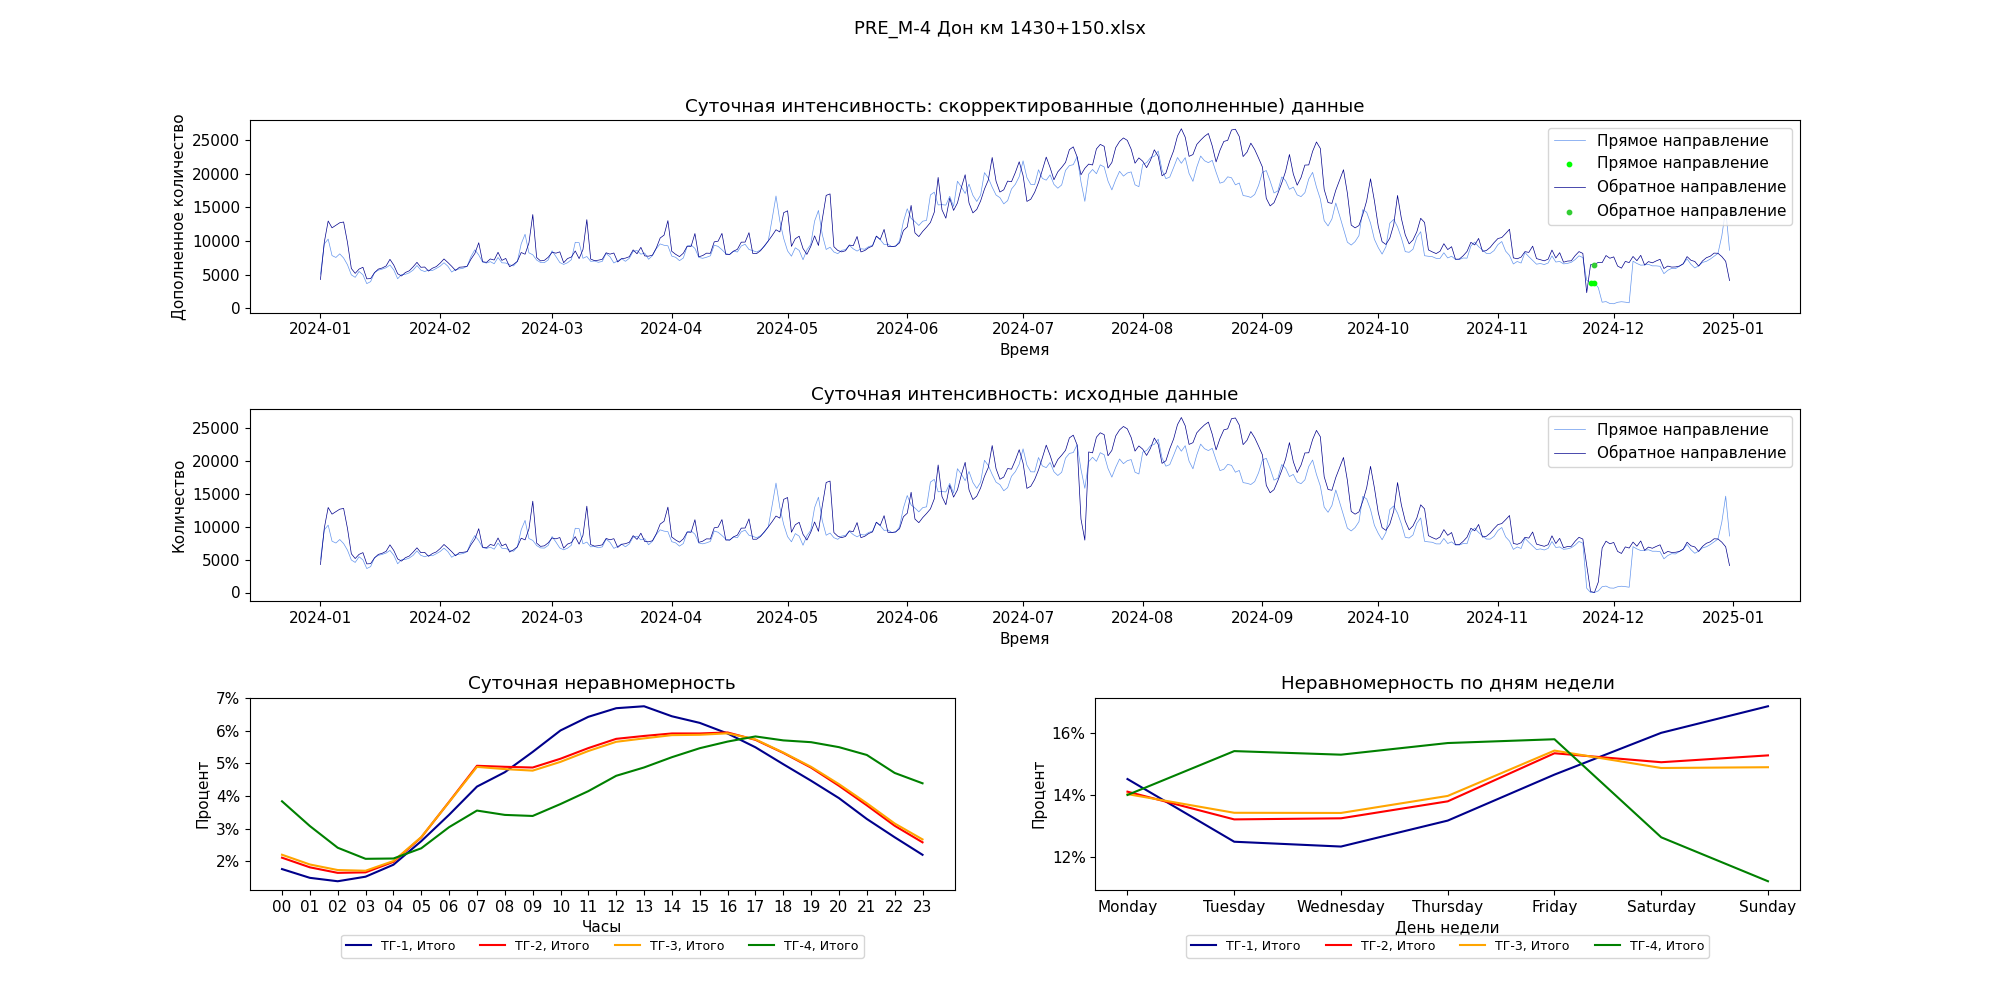 PRE_M-4 Дон км 1430+150.xlsx
Суточная интенсивность: скорректированные (дополненные) данные
Дополненное количество
25000
20000
15000
10000
5000
0
Прямое направление
Прямое направление
Обратное направление
Обратное направление
2024-01 2024-02 2024-03 2024-04 2024-05 2024-06 2024-07 2024-08 2024-09 2024-10 2024-11 2024-12 2025-01
Время
Суточная интенсивность: исходные данные
Количество
25000
20000
15000
10000
5000
0
Прямое направление
Обратное направление
2024-01 2024-02 2024-03 2024-04 2024-05 2024-06 2024-07 2024-08 2024-09 2024-10 2024-11 2024-12 2025-01
Время
Суточная неравномерность
Процент
7%
6%
5%
4%
3%
2%
00 01 02 03 04 05 06 07 08 09 10 11 12 13 14 15 16 17 18 19 20 21 22 23
Часы
ТГ-1, Итого ТГ-2, Итого ТГ-3, Итого ТГ-4, Итого
Неравномерность по дням недели
Процент
16%
14%
12%
Monday Tuesday Wednesday Thursday Friday Saturday Sunday
День недели
ТГ-1, Итого ТГ-2, Итого ТГ-3, Итого ТГ-4, Итого